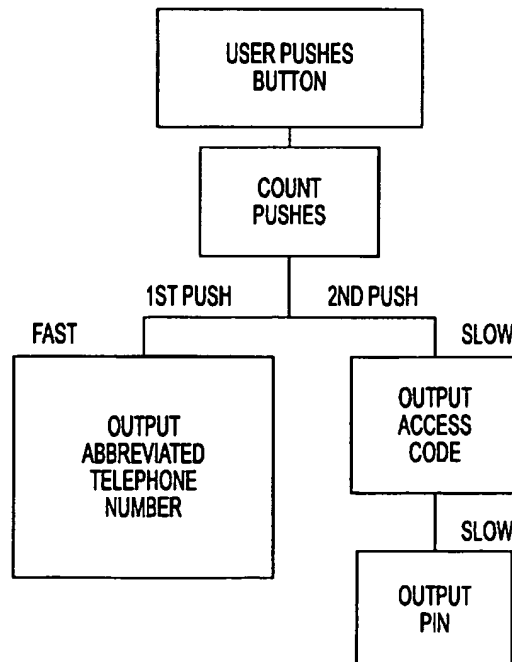 USER PUSHES
BUTTON
COUNT
PUSHES
1ST PUSH
2ND PUSH
FAST
SLOW
OUTPUT
ABBREVIATED
TELEPHONE
NUMBER
OUTPUT
ACCESS
CODE
SLOW
OUTPUT
PIN